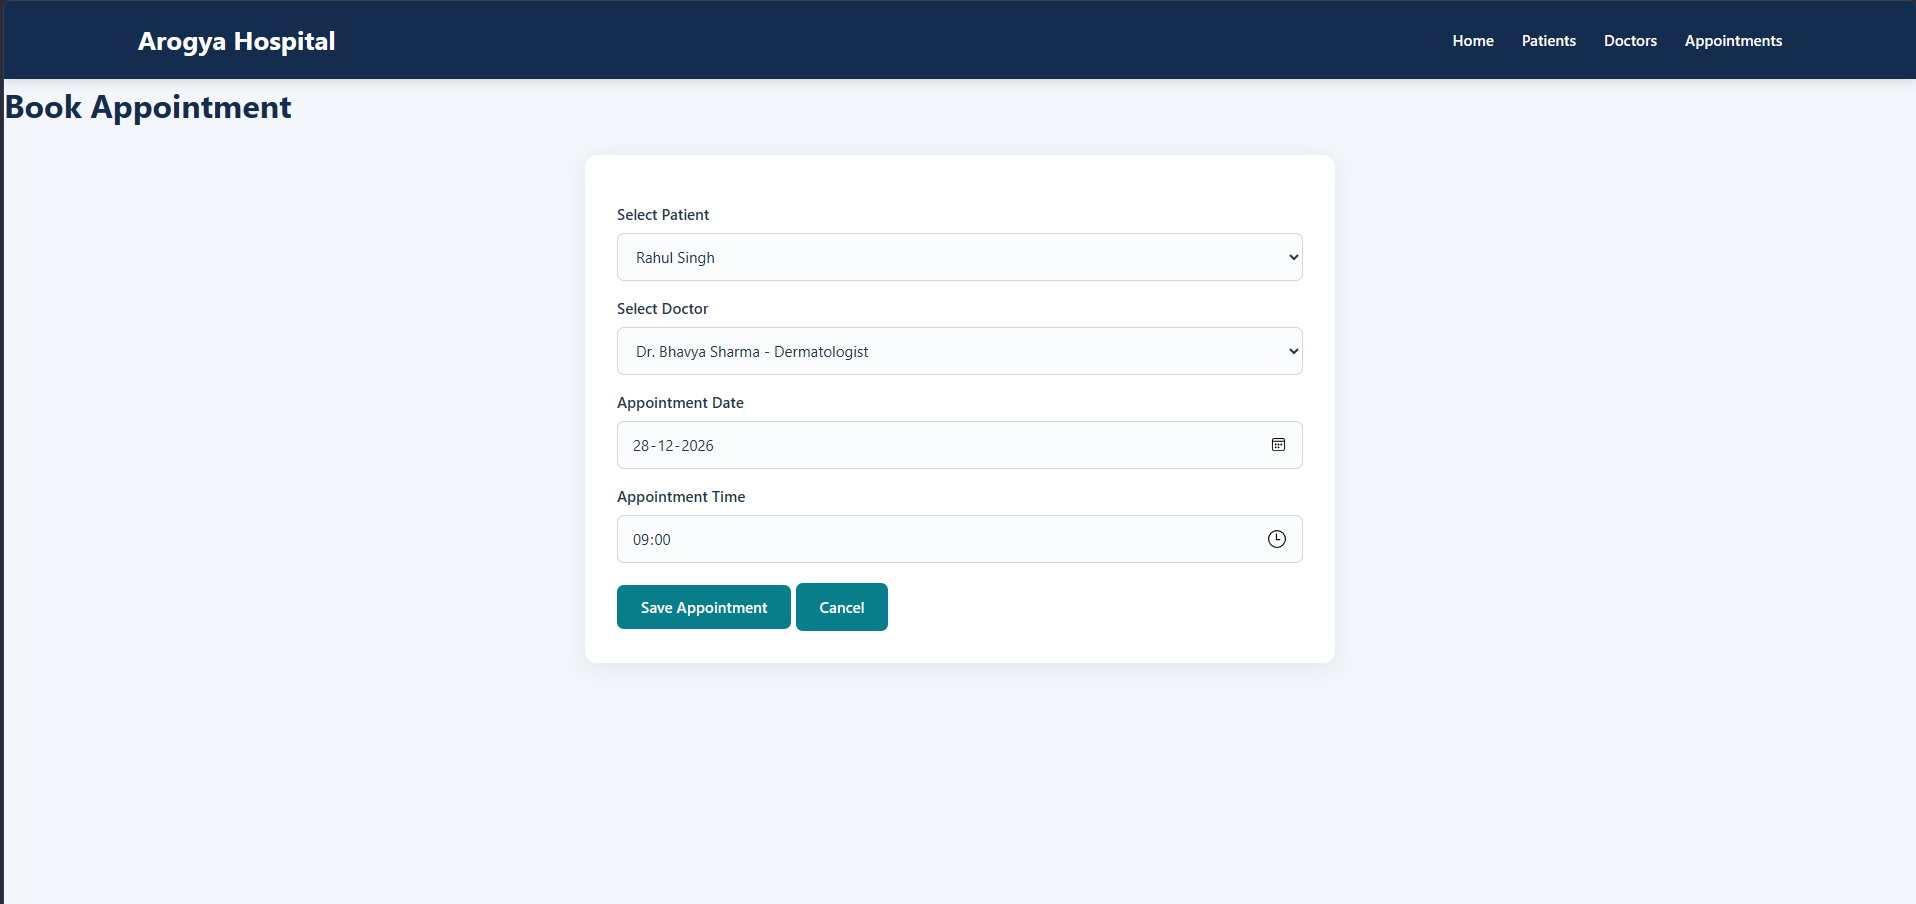 Arogya Hospital
Home Patients Doctors Appointments
Book Appointment
Select Patient
Rahul Singh
Select Doctor
Dr. Bhavya Sharma - Dermatologist
Appointment Date
28-12-2026
Appointment Time
09:00
Save Appointment Cancel